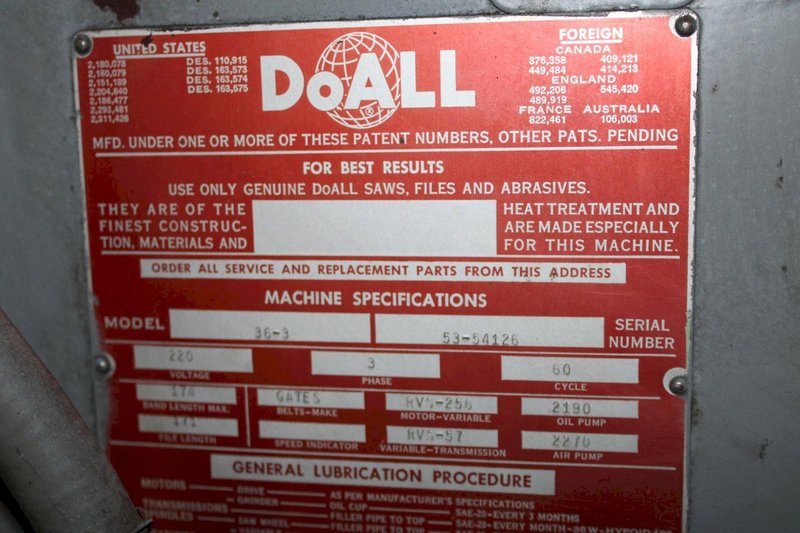 UNITED STATES
2,180,078 DES. 110,915
2,180,079 DES. 163,573
2,151,189 DES. 163,574
2,204,840 DES. 163,575
2,186,477
2,293,481
2,311,426
DoALL
FOREIGN
CANADA
376,358 409,121
449,484 414,213
ENGLAND
492,206 545,420
489,919
FRANCE AUSTRALIA
822,461 106,003
MFD. UNDER ONE OR MORE OF THESE PATENT NUMBERS, OTHER PATS. PENDING
FOR BEST RESULTS
USE ONLY GENUINE DoALL SAWS, FILES AND ABRASIVES.
THEY ARE OF THE
FINEST CONSTRUC-
TION, MATERIALS AND
HEAT TREATMENT AND
ARE MADE ESPECIALLY
FOR THIS MACHINE.
ORDER ALL SERVICE AND REPLACEMENT PARTS FROM THIS ADDRESS
MACHINE SPECIFICATIONS
MODEL 36-3 53-54126 SERIAL NUMBER
220 3 60
VOLTAGE PHASE CYCLE
174 GATES RVS-256 2190
BAND LENGTH MAX. BELTS-MAKE MOTOR-VARIABLE OIL PUMP
171 RVS-57 2270
FILE LENGTH SPEED INDICATOR VARIABLE-TRANSMISSION AIR PUMP
GENERAL LUBRICATION PROCEDURE
MOTORS DRIVE AS PER MANUFACTURER'S SPECIFICATIONS
GRINDER OIL CUP SAE-20-EVERY 3 MONTHS
TRANSMISSIONS FILLER PIPE TO TOP
SPINDLES SAW WHEEL FILLER PIPE TO TOP SAE-20-EVERY MONTH